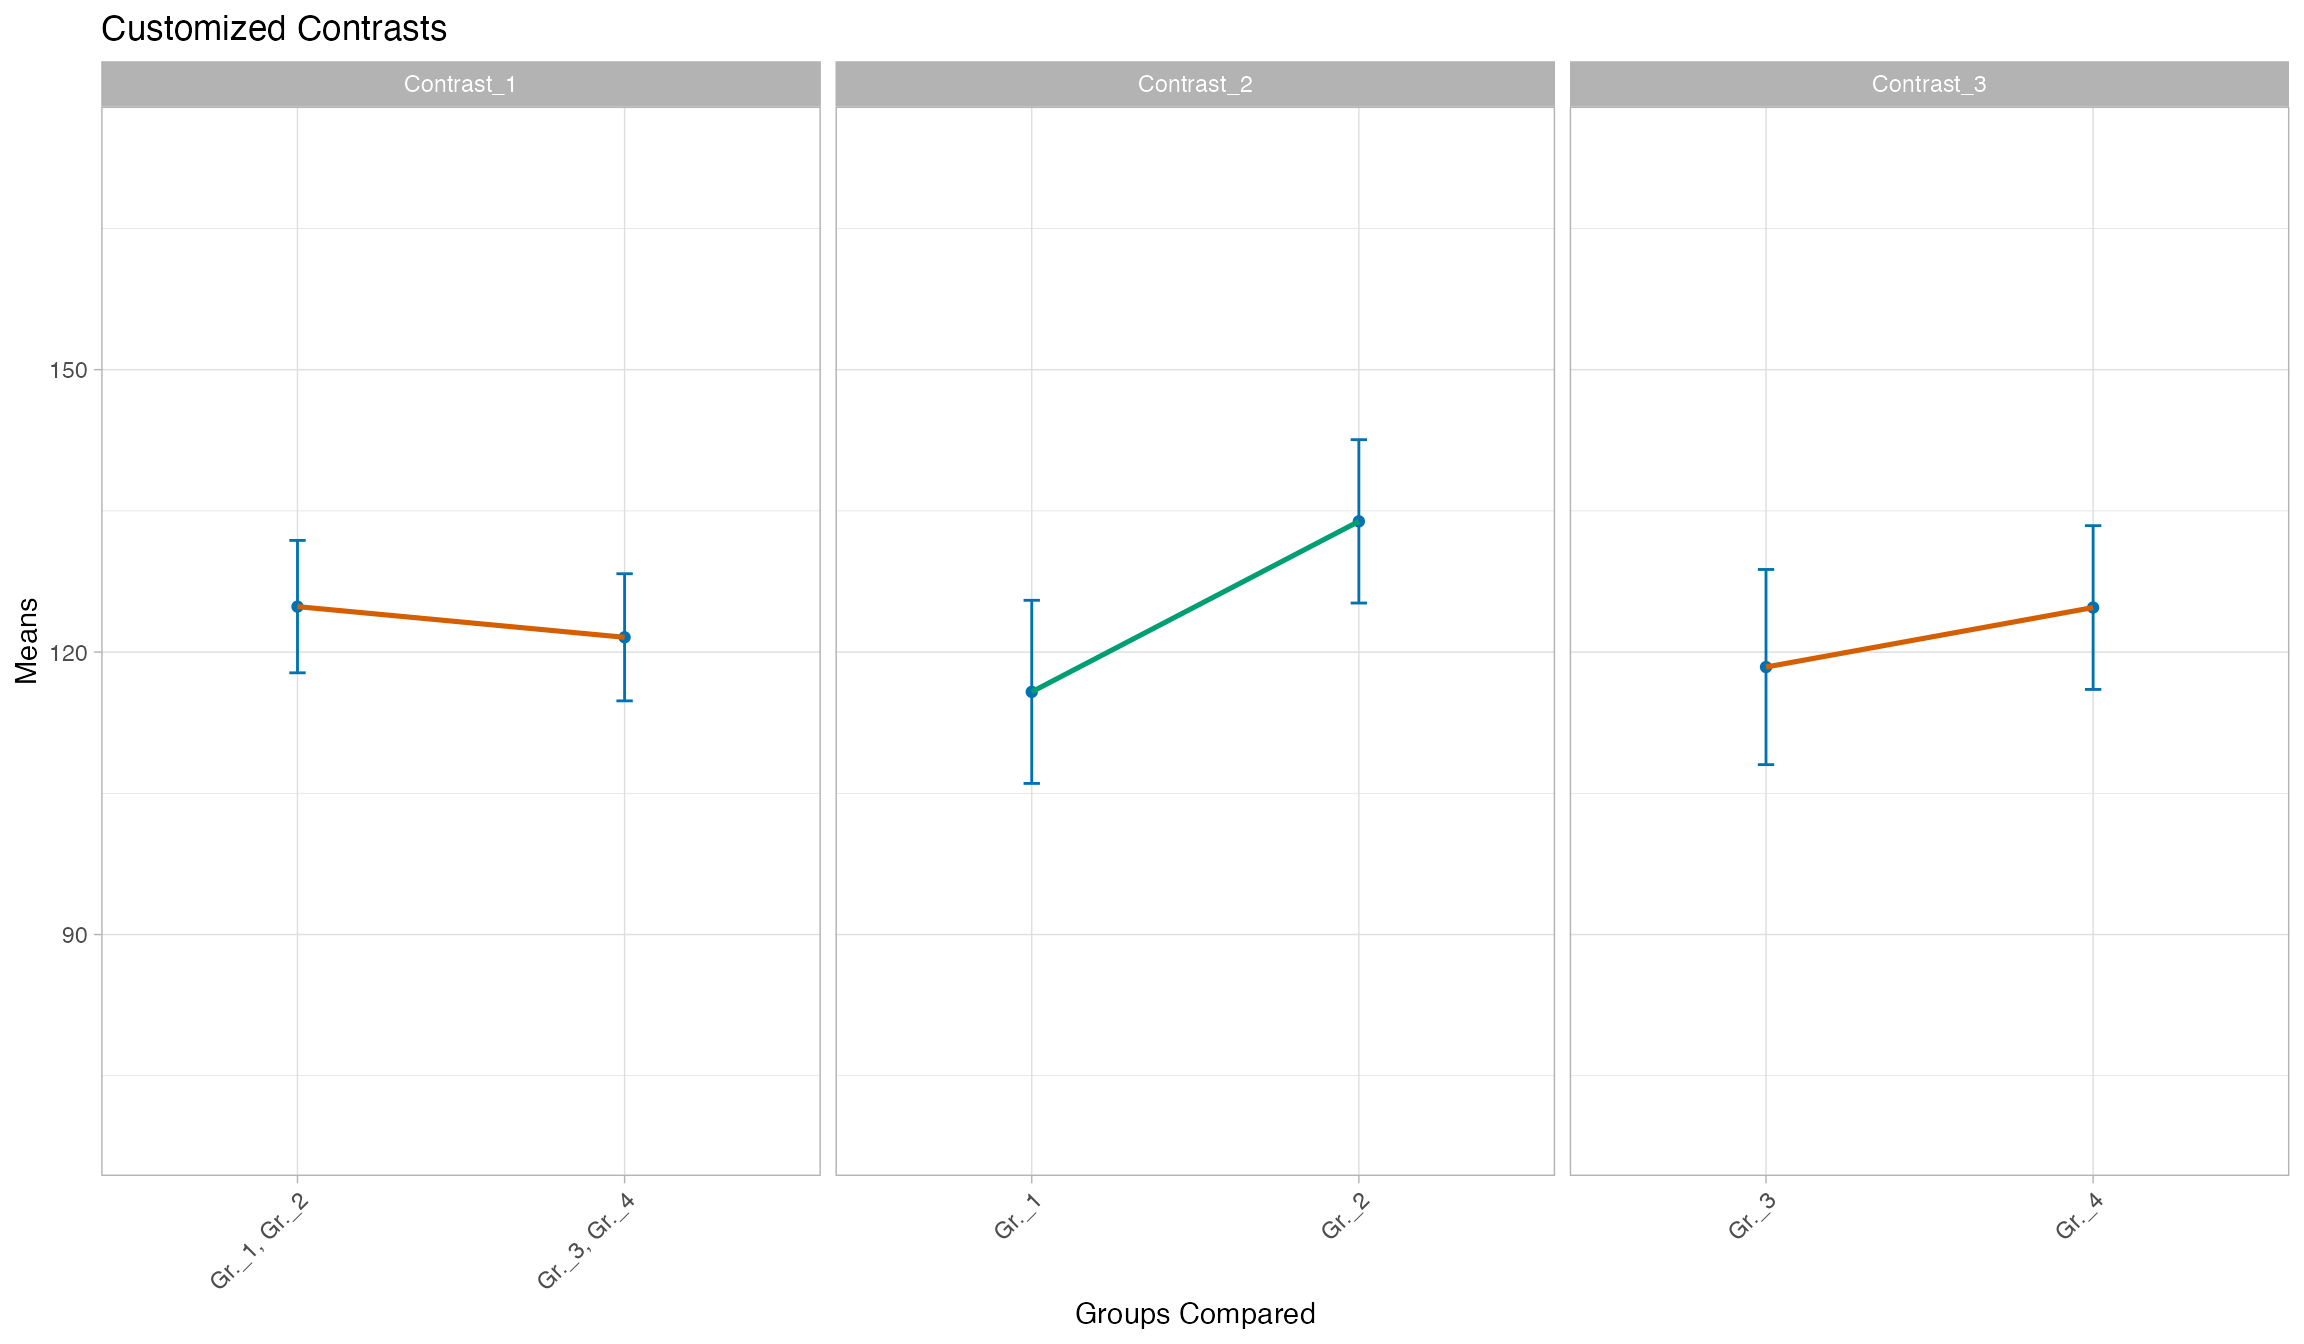 Customized Contrasts
Contrast_1
Contrast_2
Contrast_3
Means
150
120
90
Gr._1, Gr._2
Gr._3, Gr._4
Gr._1
Gr._2
Gr._3
Gr._4
Groups Compared